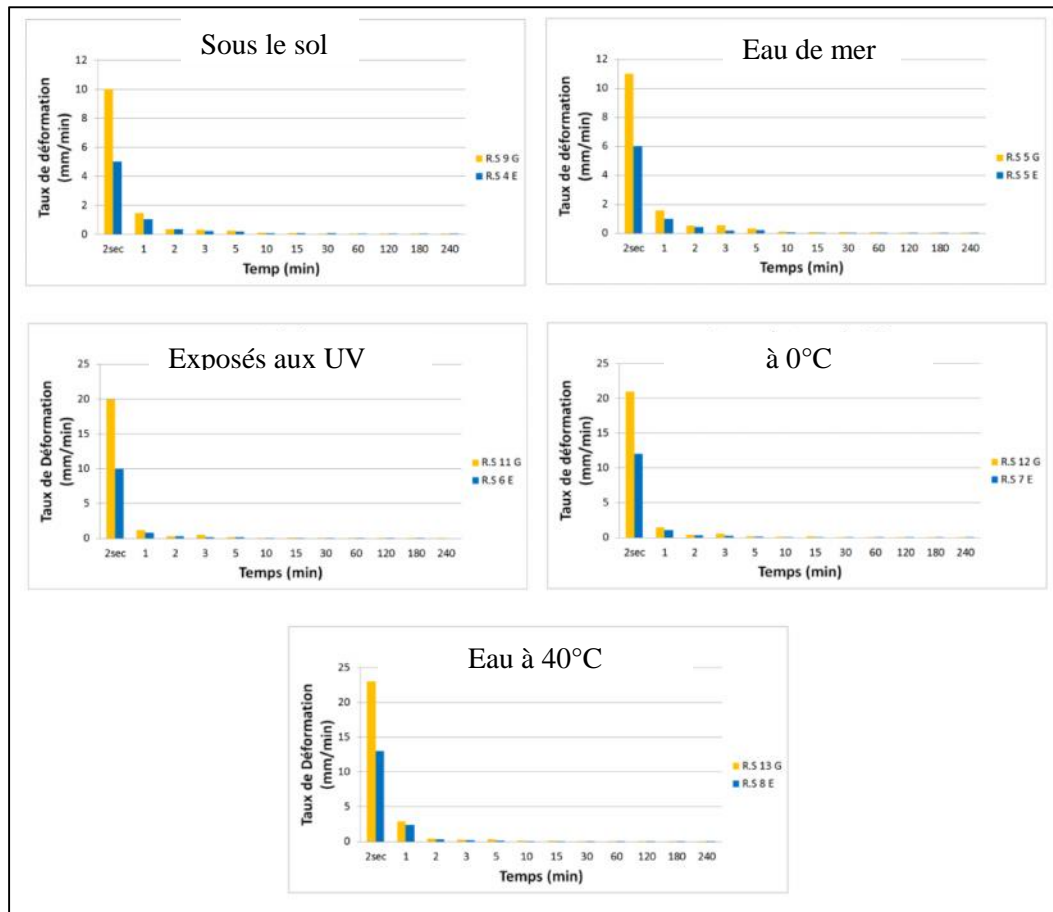 Sous le sol
Taux de déformation
(mm/min)
12
10
8
6
4
2
0
2sec 1 2 3 5 10 15 30 60 120 180 240
Temp (min)
R.S 9 G
R.S 4 E
Eau de mer
Taux de déformation
(mm/min)
12
10
8
6
4
2
0
2sec 1 2 3 5 10 15 30 60 120 180 240
Temps (min)
R.S 5 G
R.S 5 E
Exposés aux UV
Taux de Déformation
(mm/min)
25
20
15
10
5
0
2sec 1 2 3 5 10 15 30 60 120 180 240
Temps (min)
R.S 11 G
R.S 6 E
à 0°C
Taux de déformation
(mm/min)
25
20
15
10
5
0
2sec 1 2 3 5 10 15 30 60 120 180 240
Temps (min)
R.S 12 G
R.S 7 E
Eau à 40°C
Taux de Déformation
(mm/min)
25
20
15
10
5
0
2sec 1 2 3 5 10 15 30 60 120 180 240
Temps (min)
R.S 13 G
R.S 8 E